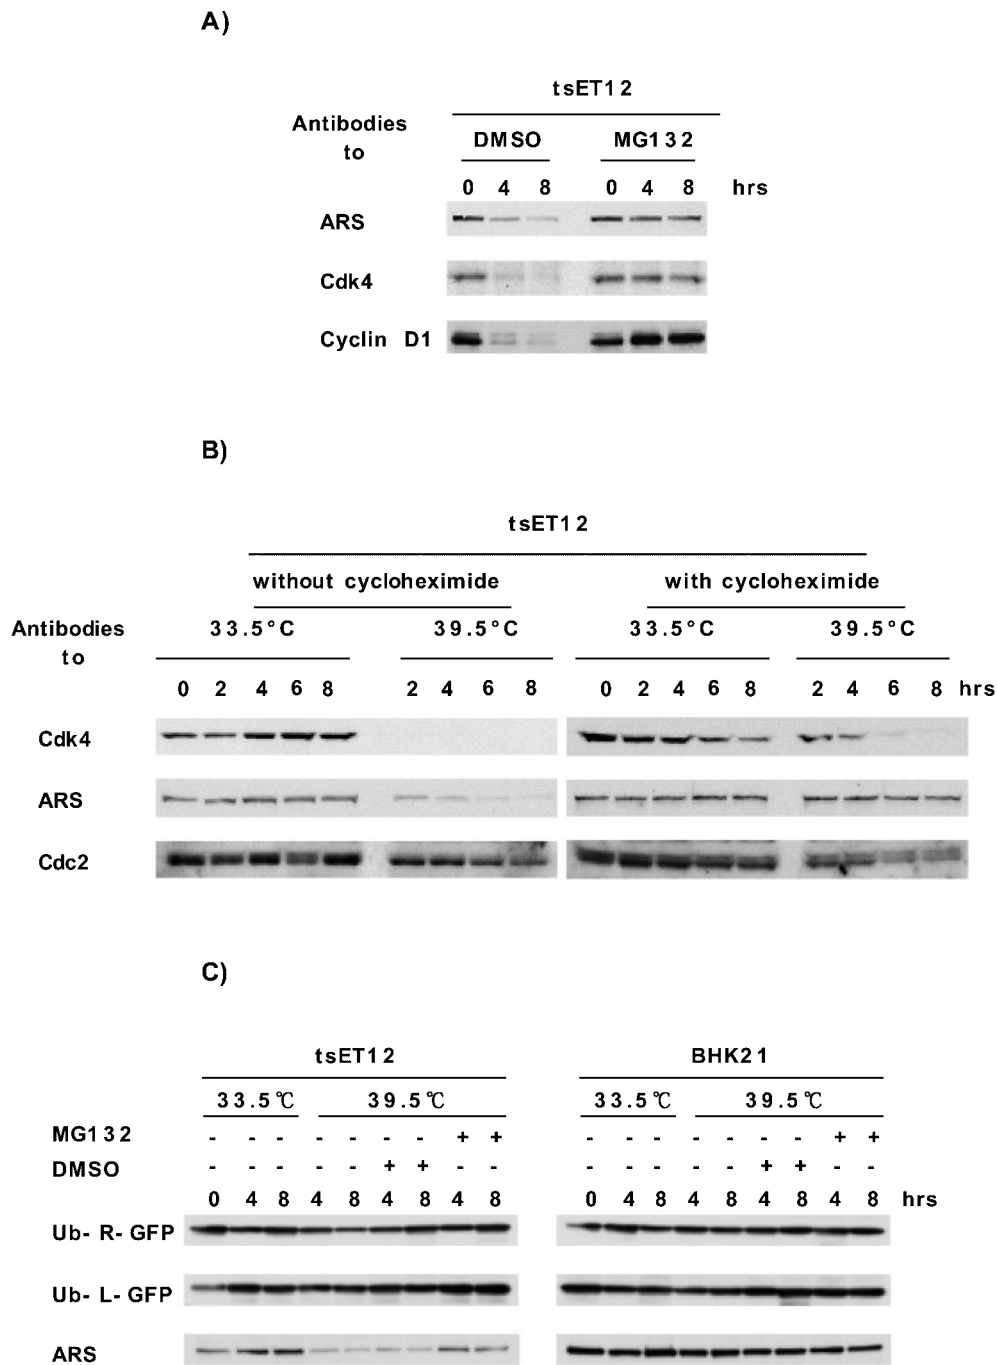 A)
tsET12
Antibodies to
DMSO MG132
0 4 8 0 4 8 hrs
ARS
Cdk4
Cyclin D1
B)
tsET12
without cycloheximide with cycloheximide
Antibodies to
33.5°C 39.5°C 33.5°C 39.5°C
0 2 4 6 8 2 4 6 8 0 2 4 6 8 2 4 6 8 hrs
Cdk4
ARS
Cdc2
C)
tsET12 BHK21
33.5℃ 39.5℃ 33.5℃ 39.5℃
MG132 - - - - - - - + + - - - - - - - + +
DMSO - - - - - + + - - - - - - - + + - -
0 4 8 4 8 4 8 4 8 0 4 8 4 8 4 8 4 8 hrs
Ub-R-GFP
Ub-L-GFP
ARS